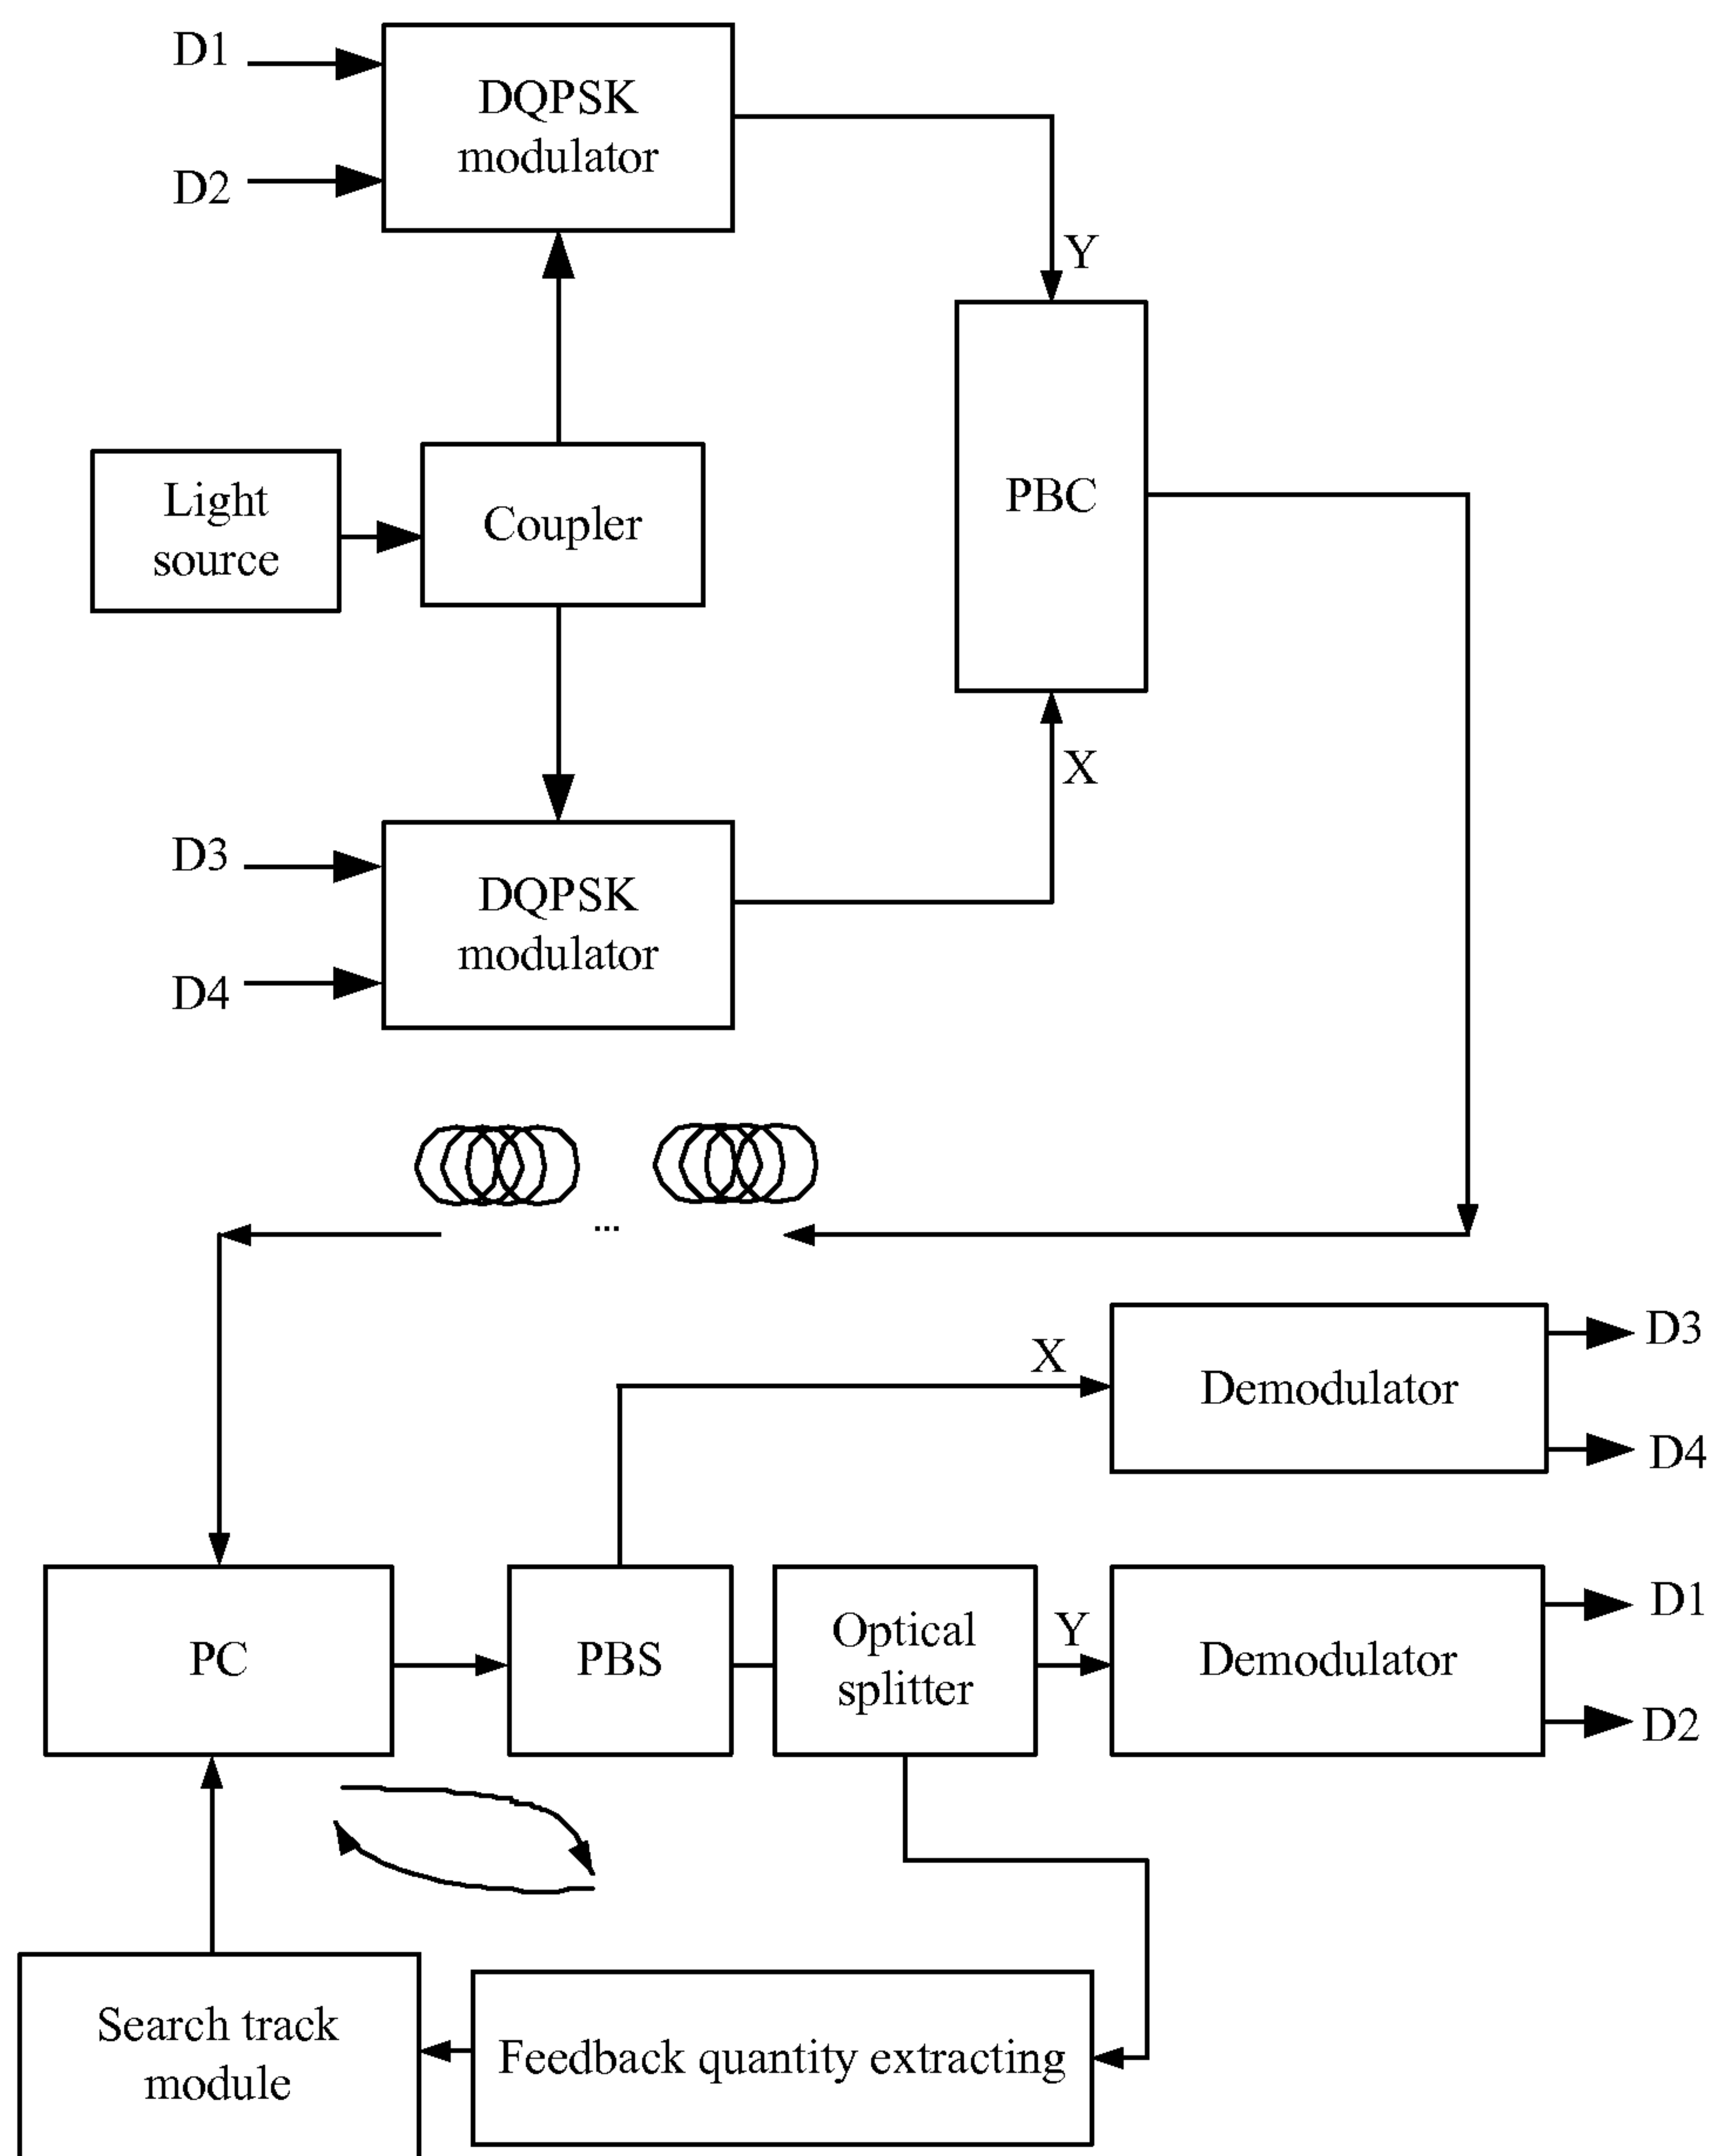 D1
DQPSK
modulator
D2
Y
Light
source
Coupler
PBC
X
D3
DQPSK
modulator
D4
...
X
D3
Demodulator
D4
PC
PBS
Optical
splitter
Y
Demodulator
D1
D2
Search track
module
Feedback quantity extracting